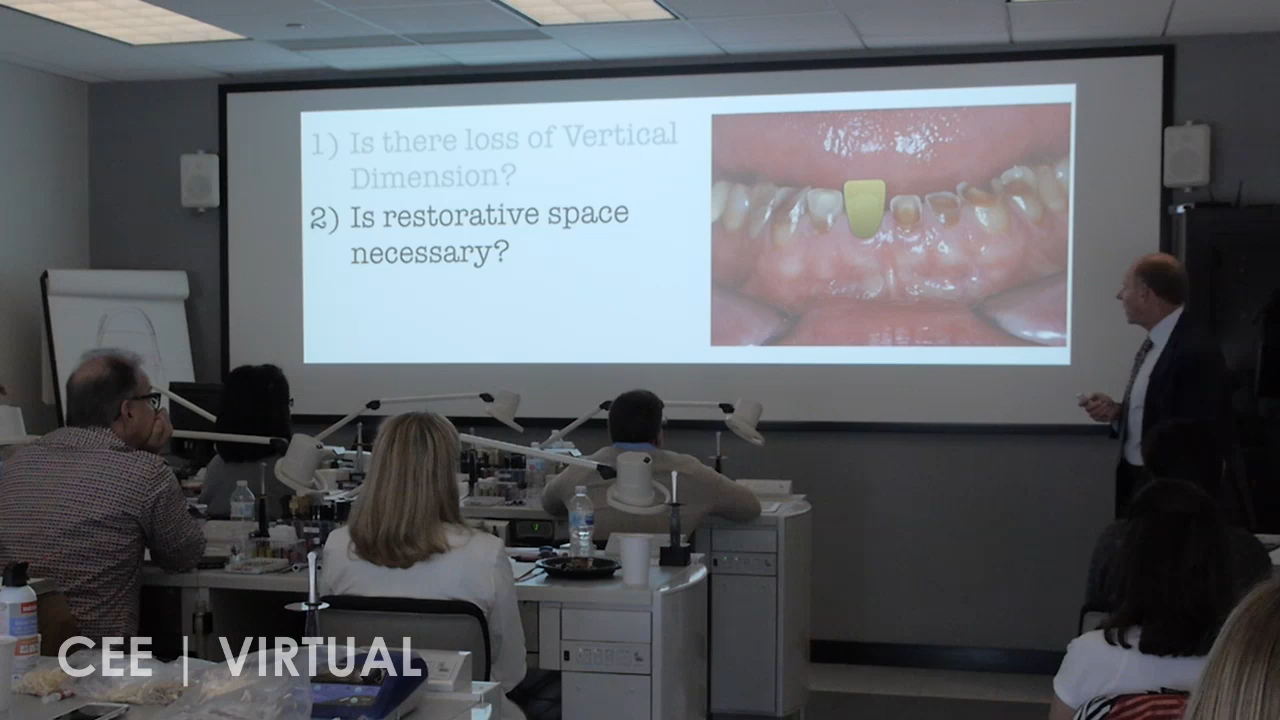 1) Is there loss of Vertical
Dimension?
2) Is restorative space
necessary?
CEE | VIRTUAL